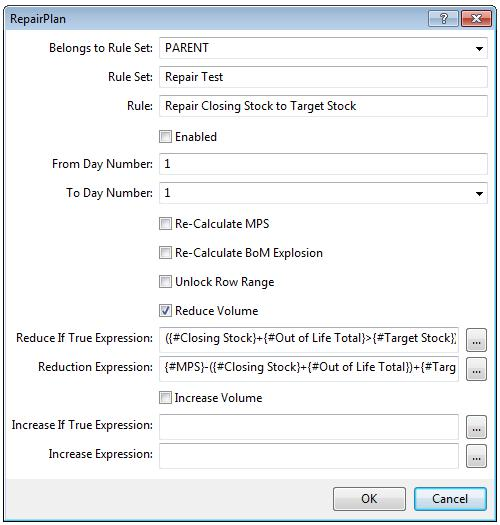 RepairPlan
Belongs to Rule Set: PARENT
Rule Set: Repair Test
Rule: Repair Closing Stock to Target Stock
Enabled
From Day Number: 1
To Day Number: 1
Re-Calculate MPS
Re-Calculate BoM Explosion
Unlock Row Range
Reduce Volume
Reduce If True Expression: ({#Closing Stock}+{#Out of Life Total}>{#Target Stock})
Reduction Expression: {#MPS}-({#Closing Stock}+{#Out of Life Total})+{#Targ
...
...
Increase Volume
Increase If True Expression: ...
Increase Expression: ...
OK Cancel